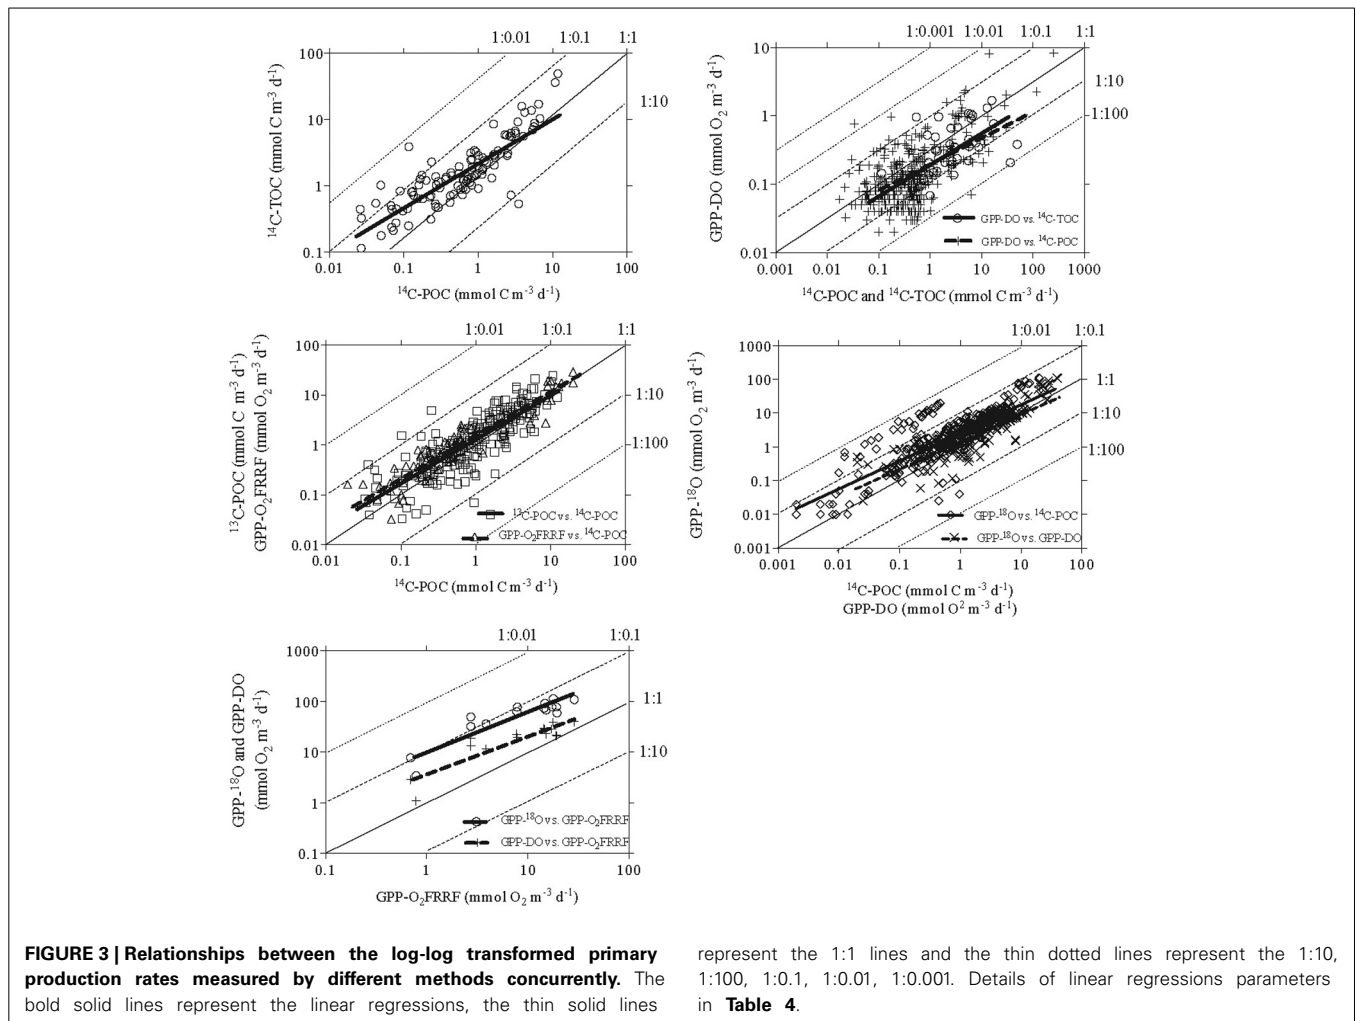 1:0.01
1:0.1
1:1
100
10
1
0.1
1:10
¹⁴C-TOC (mmol C m⁻³ d⁻¹)
0.01
0.1
1
10
100
¹⁴C-POC (mmol C m⁻³ d⁻¹)
1:0.001
1:0.01
1:0.1
1:1
10
1
0.1
0.01
1:10
1:100
GPP-DO (mmol O₂ m⁻³ d⁻¹)
GPP-DO vs. ¹⁴C-TOC
GPP-DO vs. ¹⁴C-POC
0.001
0.01
0.1
1
10
100
1000
¹⁴C-POC and ¹⁴C-TOC (mmol C m⁻³ d⁻¹)
1:0.01
1:0.1
1:1
100
10
1
0.1
0.01
1:10
1:100
¹³C-POC (mmol C m⁻³ d⁻¹)
GPP-O₂FRRF (mmol O₂ m⁻³ d⁻¹)
¹³C-POC vs. ¹⁴C-POC
GPP-O₂FRRF vs. ¹⁴C-POC
0.01
0.1
1
10
100
¹⁴C-POC (mmol C m⁻³ d⁻¹)
1:0.01
1:0.1
1000
100
10
1
0.1
0.01
0.001
1:1
1:10
1:100
GPP-¹⁸O (mmol O₂ m⁻³ d⁻¹)
GPP-¹⁸O vs. ¹⁴C-POC
GPP-¹⁸O vs. GPP-DO
0.001
0.01
0.1
1
10
100
¹⁴C-POC (mmol C m⁻³ d⁻¹)
GPP-DO (mmol O² m⁻³ d⁻¹)
1:0.01
1:0.1
1000
100
10
1
0.1
1:1
1:10
GPP-¹⁸O and GPP-DO
(mmol O₂ m⁻³ d⁻¹)
GPP-¹⁸O vs. GPP-O₂FRRF
GPP-DO vs. GPP-O₂FRRF
0.1
1
10
100
GPP-O₂FRRF (mmol O₂ m⁻³ d⁻¹)
FIGURE 3 | Relationships between the log-log transformed primary
production rates measured by different methods concurrently. The
bold solid lines represent the linear regressions, the thin solid lines
represent the 1:1 lines and the thin dotted lines represent the 1:10,
1:100, 1:0.1, 1:0.01, 1:0.001. Details of linear regressions parameters
in Table 4.